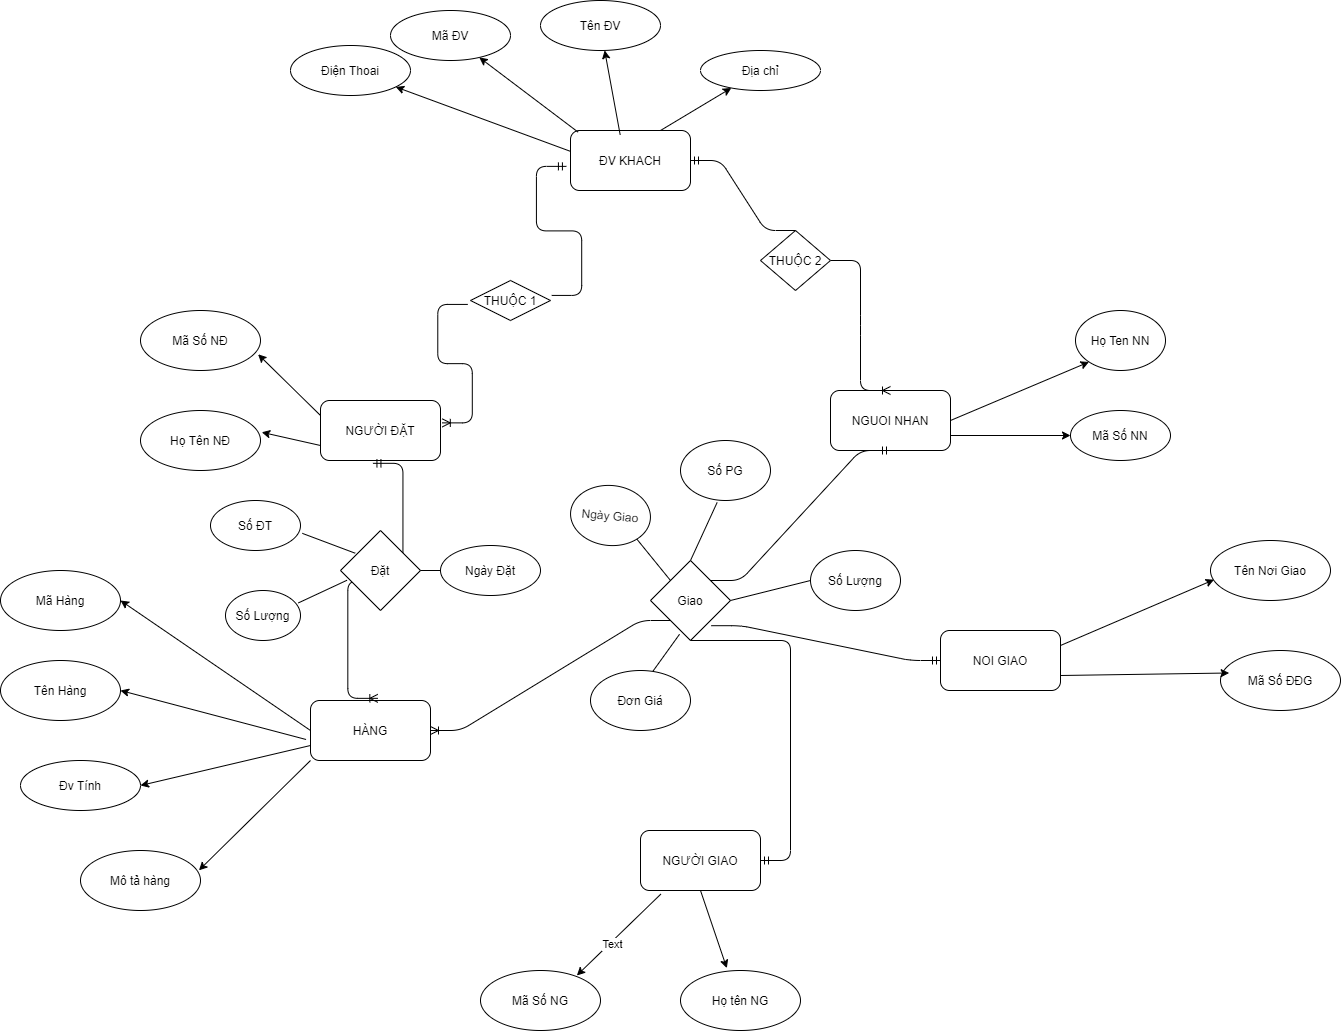 Tên ĐV
Mã ĐV
Điện Thoai
Địa chỉ
ĐV KHACH
THUỘC 2
THUỘC 1
Mã Số NĐ
Họ Ten NN
NGƯỜI ĐẶT
NGUOI NHAN
Họ Tên NĐ
Mã Số NN
Số PG
Ngày Giao
Số ĐT
Đặt
Ngày Đặt
Số Lượng
Tên Nơi Giao
Mã Hàng
Số Lượng
Giao
NOI GIAO
Mã Số ĐĐG
Tên Hàng
Đơn Giá
HÀNG
Đv Tính
NGƯỜI GIAO
Mô tả hàng
Text
Mã Số NG
Họ tên NG